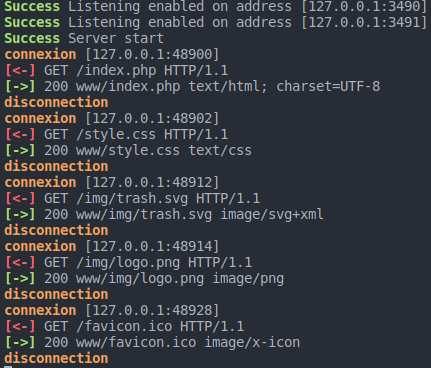 Success Listening enabled on address [127.0.0.1:3490]
Success Listening enabled on address [127.0.0.1:3491]
Success Server start
connexion [127.0.0.1:48900]
[<-] GET /index.php HTTP/1.1
[->] 200 www/index.php text/html; charset=UTF-8
disconnection
connexion [127.0.0.1:48902]
[<-] GET /style.css HTTP/1.1
[->] 200 www/style.css text/css
disconnection
connexion [127.0.0.1:48912]
[<-] GET /img/trash.svg HTTP/1.1
[->] 200 www/img/trash.svg image/svg+xml
disconnection
connexion [127.0.0.1:48914]
[<-] GET /img/logo.png HTTP/1.1
[->] 200 www/img/logo.png image/png
disconnection
connexion [127.0.0.1:48928]
[<-] GET /favicon.ico HTTP/1.1
[->] 200 www/favicon.ico image/x-icon
disconnection